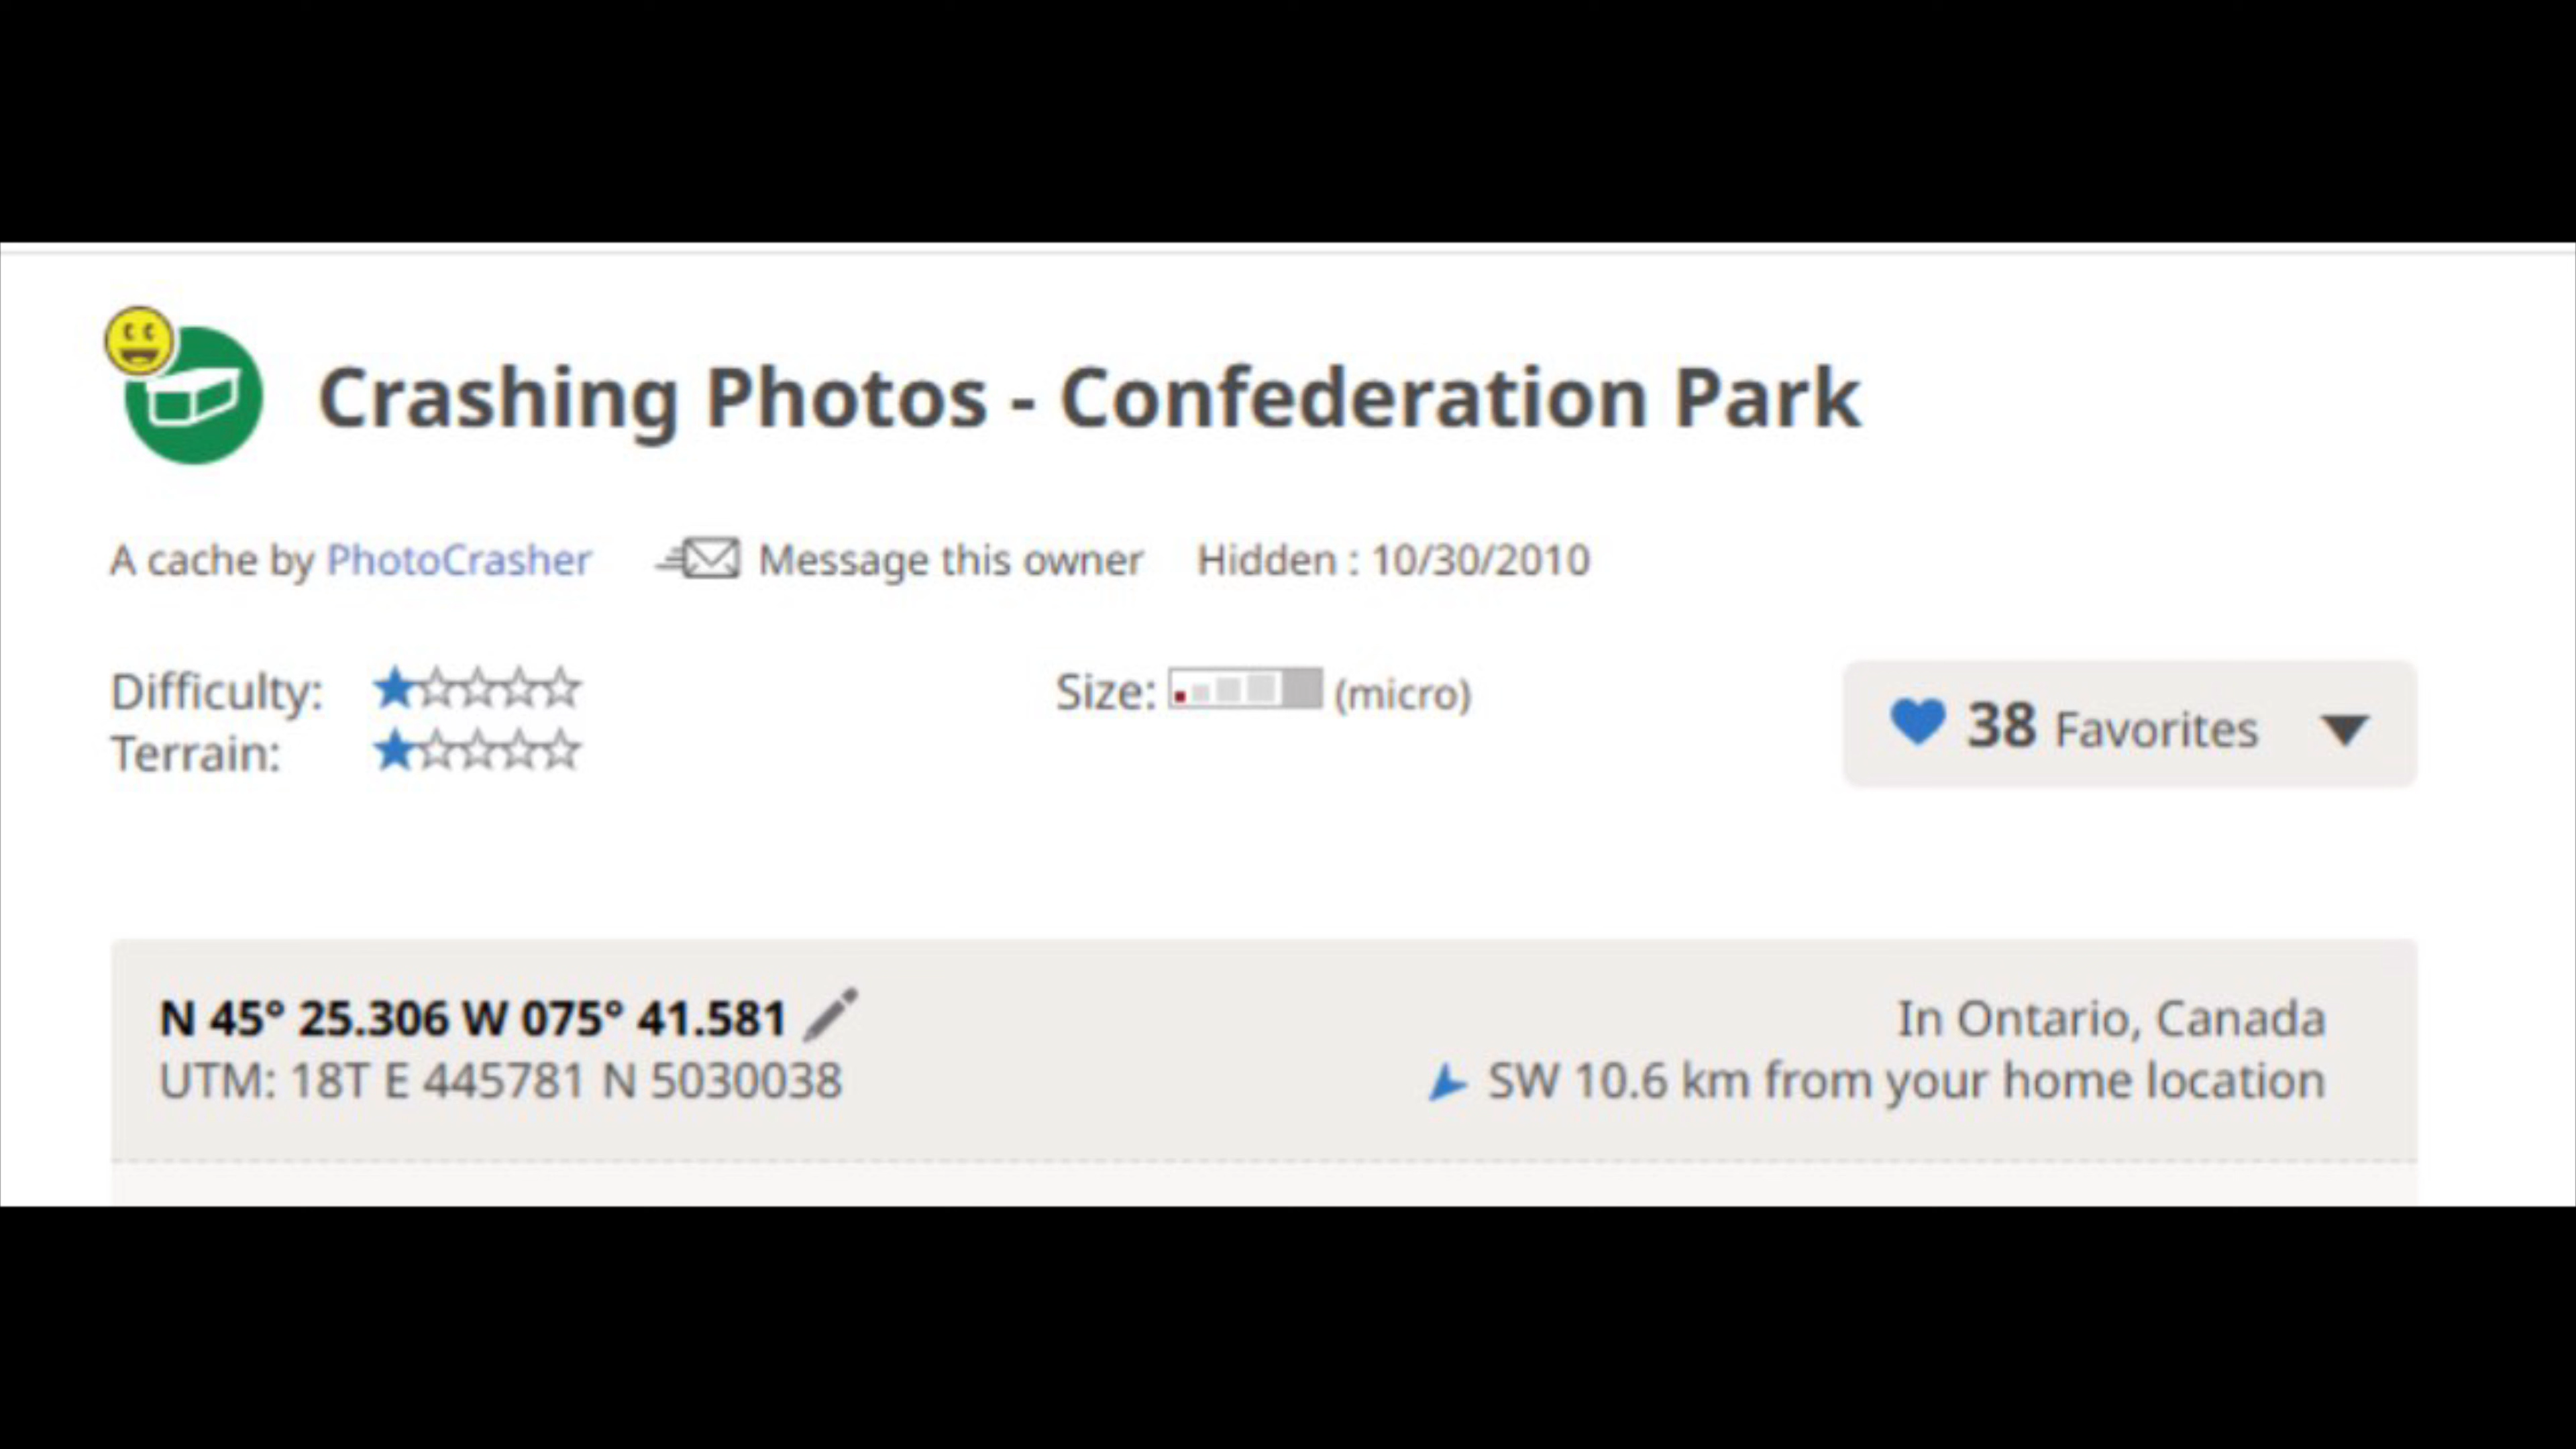 Crashing Photos - Confederation Park
A cache by PhotoCrasher Message this owner Hidden : 10/30/2010
Difficulty: Size: (micro)
Terrain:
38 Favorites
N 45° 25.306 W 075° 41.581 In Ontario, Canada
UTM: 18T E 445781 N 5030038 SW 10.6 km from your home location